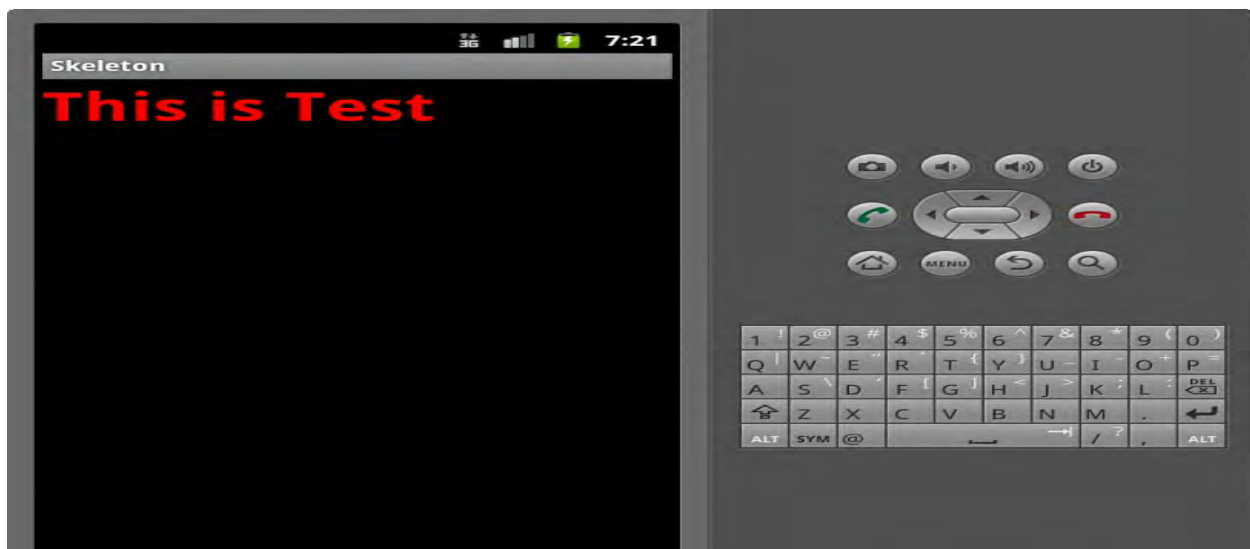 3G 7:21
Skeleton
This is Test
MENU
1 ! 2 @ 3 # 4 $ 5 % 6 ^ 7 & 8 * 9 ( 0 )
Q | W ~ E " R ` T { Y } U _ I - O + P =
A S \ D ' F [ G ] H < J > K ; L : DEL
Z X C V B N M .
ALT SYM @ / ? , ALT